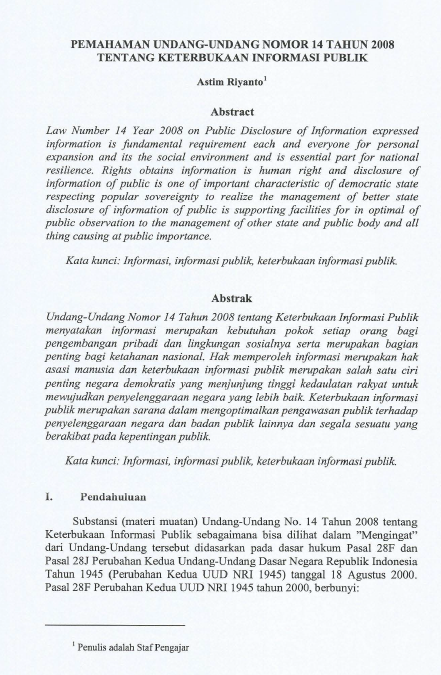 PEMAHAMAN UNDANG-UNDANG NOMOR 14 TAHUN 2008
TENTANG KETERBUKAAN INFORMASI PUBLIK
Astim Riyanto¹
Abstract
Law Number 14 Year 2008 on Public Disclosure of Information expressed
information is fundamental requirement each and everyone for personal
expansion and its the social environment and is essential part for national
resilience. Rights obtains information is human right and disclosure of
information of public is one of important characteristic of democratic state
respecting popular sovereignty to realize the management of better state
disclosure of information of public is supporting facilities for in optimal of
public observation to the management of other state and public body and all
thing causing at public importance.
Kata kunci: Informasi, informasi publik, keterbukaan informasi publik.
Abstrak
Undang-Undang Nomor 14 Tahun 2008 tentang Keterbukaan Informasi Publik
menyatakan informasi merupakan kebutuhan pokok setiap orang bagi
pengembangan pribadi dan lingkungan sosialnya serta merupakan bagian
penting bagi ketahanan nasional. Hak memperoleh informasi merupakan hak
asasi manusia dan keterbukaan informasi publik merupakan salah satu ciri
penting negara demokratis yang menjunjung tinggi kedaulatan rakyat untuk
mewujudkan penyelenggaraan negara yang lebih baik. Keterbukaan informasi
publik merupakan sarana dalam mengoptimalkan pengawasan publik terhadap
penyelenggaraan negara dan badan publik lainnya dan segala sesuatu yang
berakibat pada kepentingan publik.
Kata kunci: Informasi, informasi publik, keterbukaan informasi publik.
I. Pendahuluan
Substansi (materi muatan) Undang-Undang No. 14 Tahun 2008 tentang
Keterbukaan Informasi Publik sebagaimana bisa dilihat dalam ”Mengingat”
dari Undang-Undang tersebut didasarkan pada dasar hukum Pasal 28F dan
Pasal 28J Perubahan Kedua Undang-Undang Dasar Negara Republik Indonesia
Tahun 1945 (Perubahan Kedua UUD NRI 1945) tanggal 18 Agustus 2000.
Pasal 28F Perubahan Kedua UUD NRI 1945 tahun 2000, berbunyi:
¹ Penulis adalah Staf Pengajar